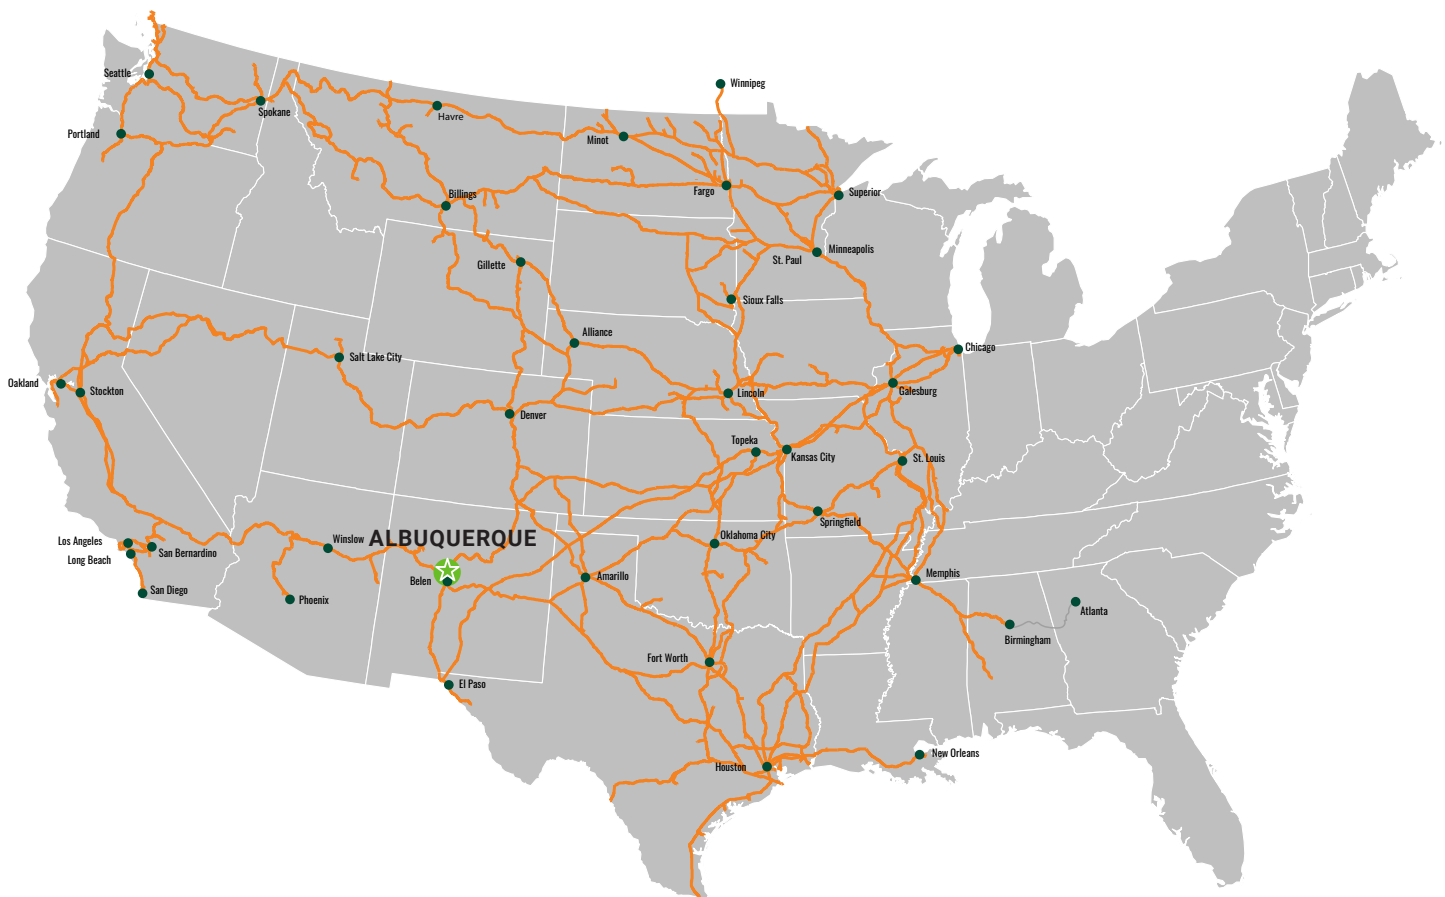 Winnipeg
Seattle
Spokane
Havre
Portland
Minot
Fargo
Superior
Billings
Minneapolis
St. Paul
Gillette
Sioux Falls
Alliance
Chicago
Salt Lake City
Oakland
Stockton
Lincoln
Galesburg
Denver
Topeka
Kansas City
St. Louis
Springfield
Oklahoma City
Winslow
ALBUQUERQUE
Los Angeles
San Bernardino
Long Beach
Belen
Amarillo
Memphis
San Diego
Phoenix
Atlanta
Birmingham
Fort Worth
El Paso
New Orleans
Houston